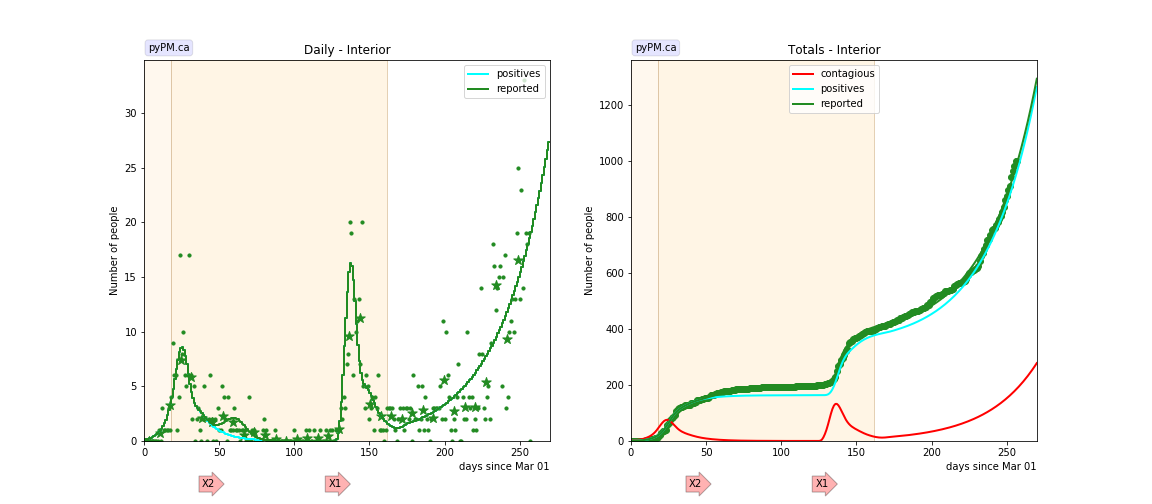 pyPM.ca
Daily - Interior
positives
reported
Number of people
0
5
10
15
20
25
30
0
50
100
150
200
250
days since Mar 01
X2
X1
pyPM.ca
Totals - Interior
contagious
positives
reported
Number of people
0
200
400
600
800
1000
1200
0
50
100
150
200
250
days since Mar 01
X2
X1